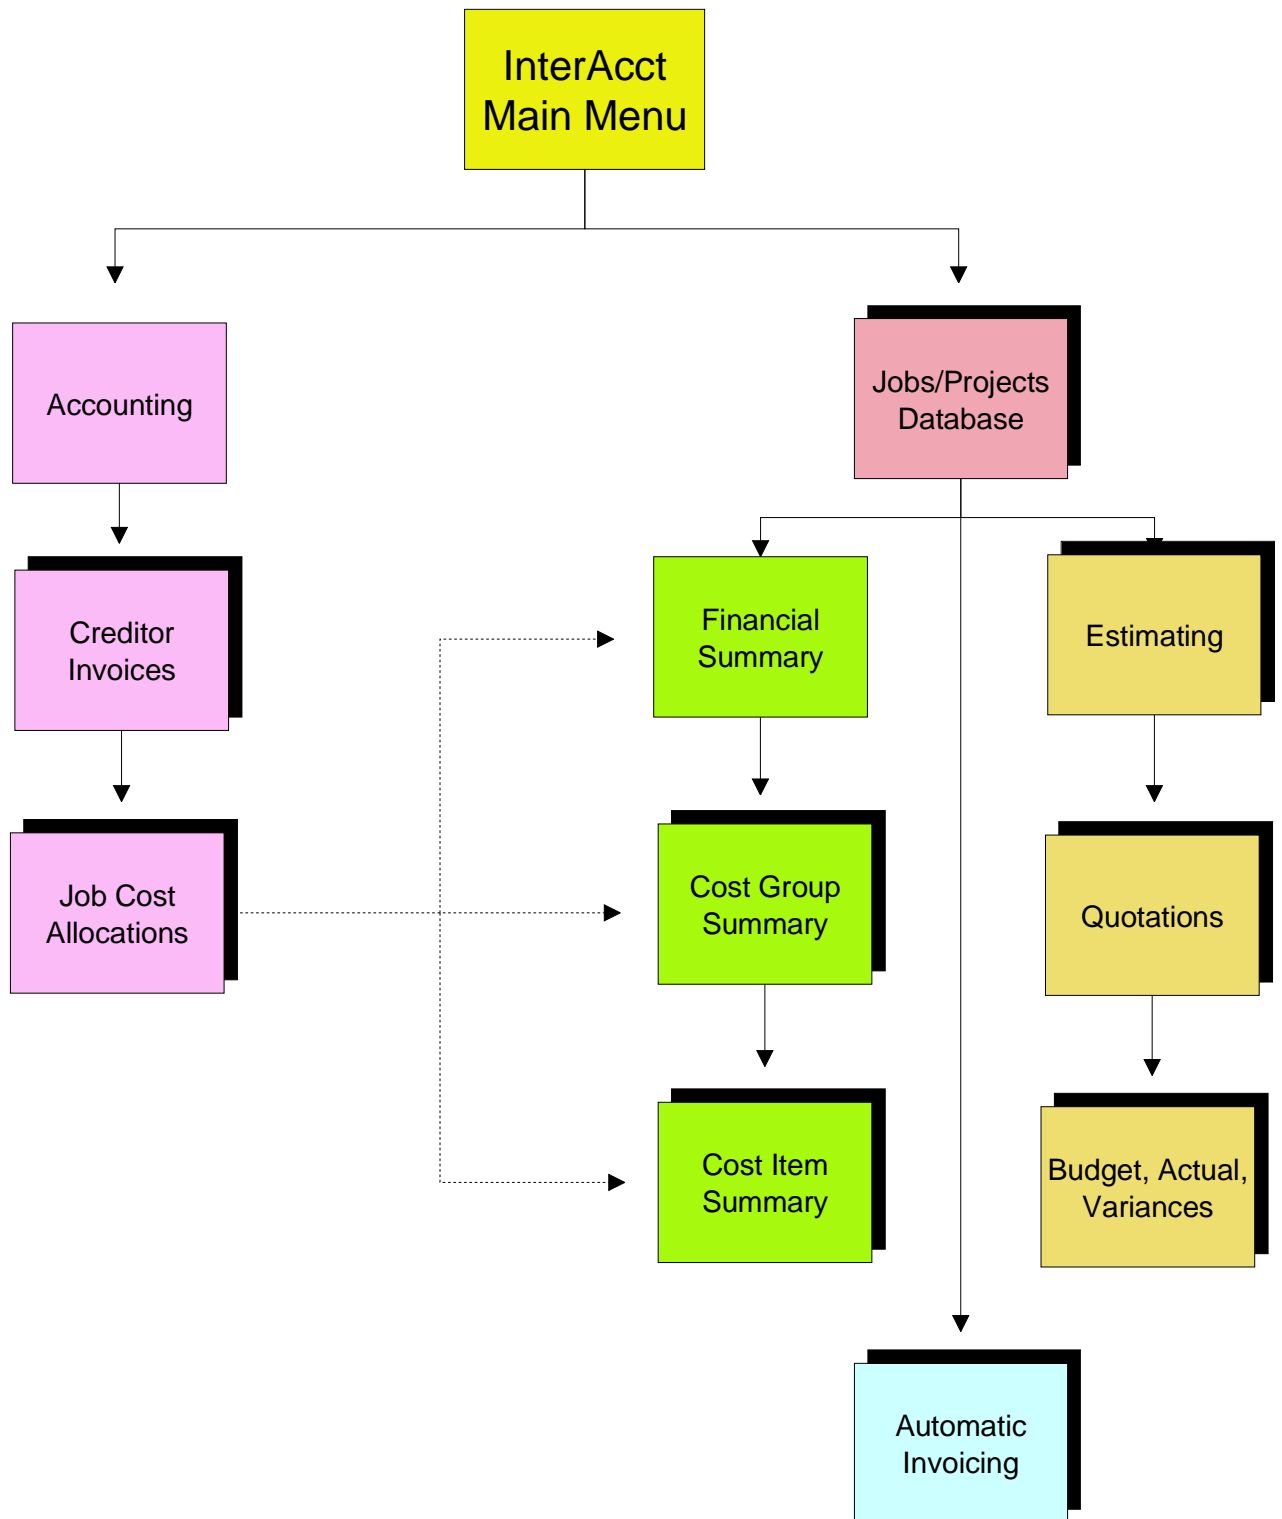 InterAcct
Main Menu
Accounting
Jobs/Projects
Database
Creditor
Invoices
Financial
Summary
Estimating
Job Cost
Allocations
Cost Group
Summary
Quotations
Cost Item
Summary
Budget, Actual,
Variances
Automatic
Invoicing